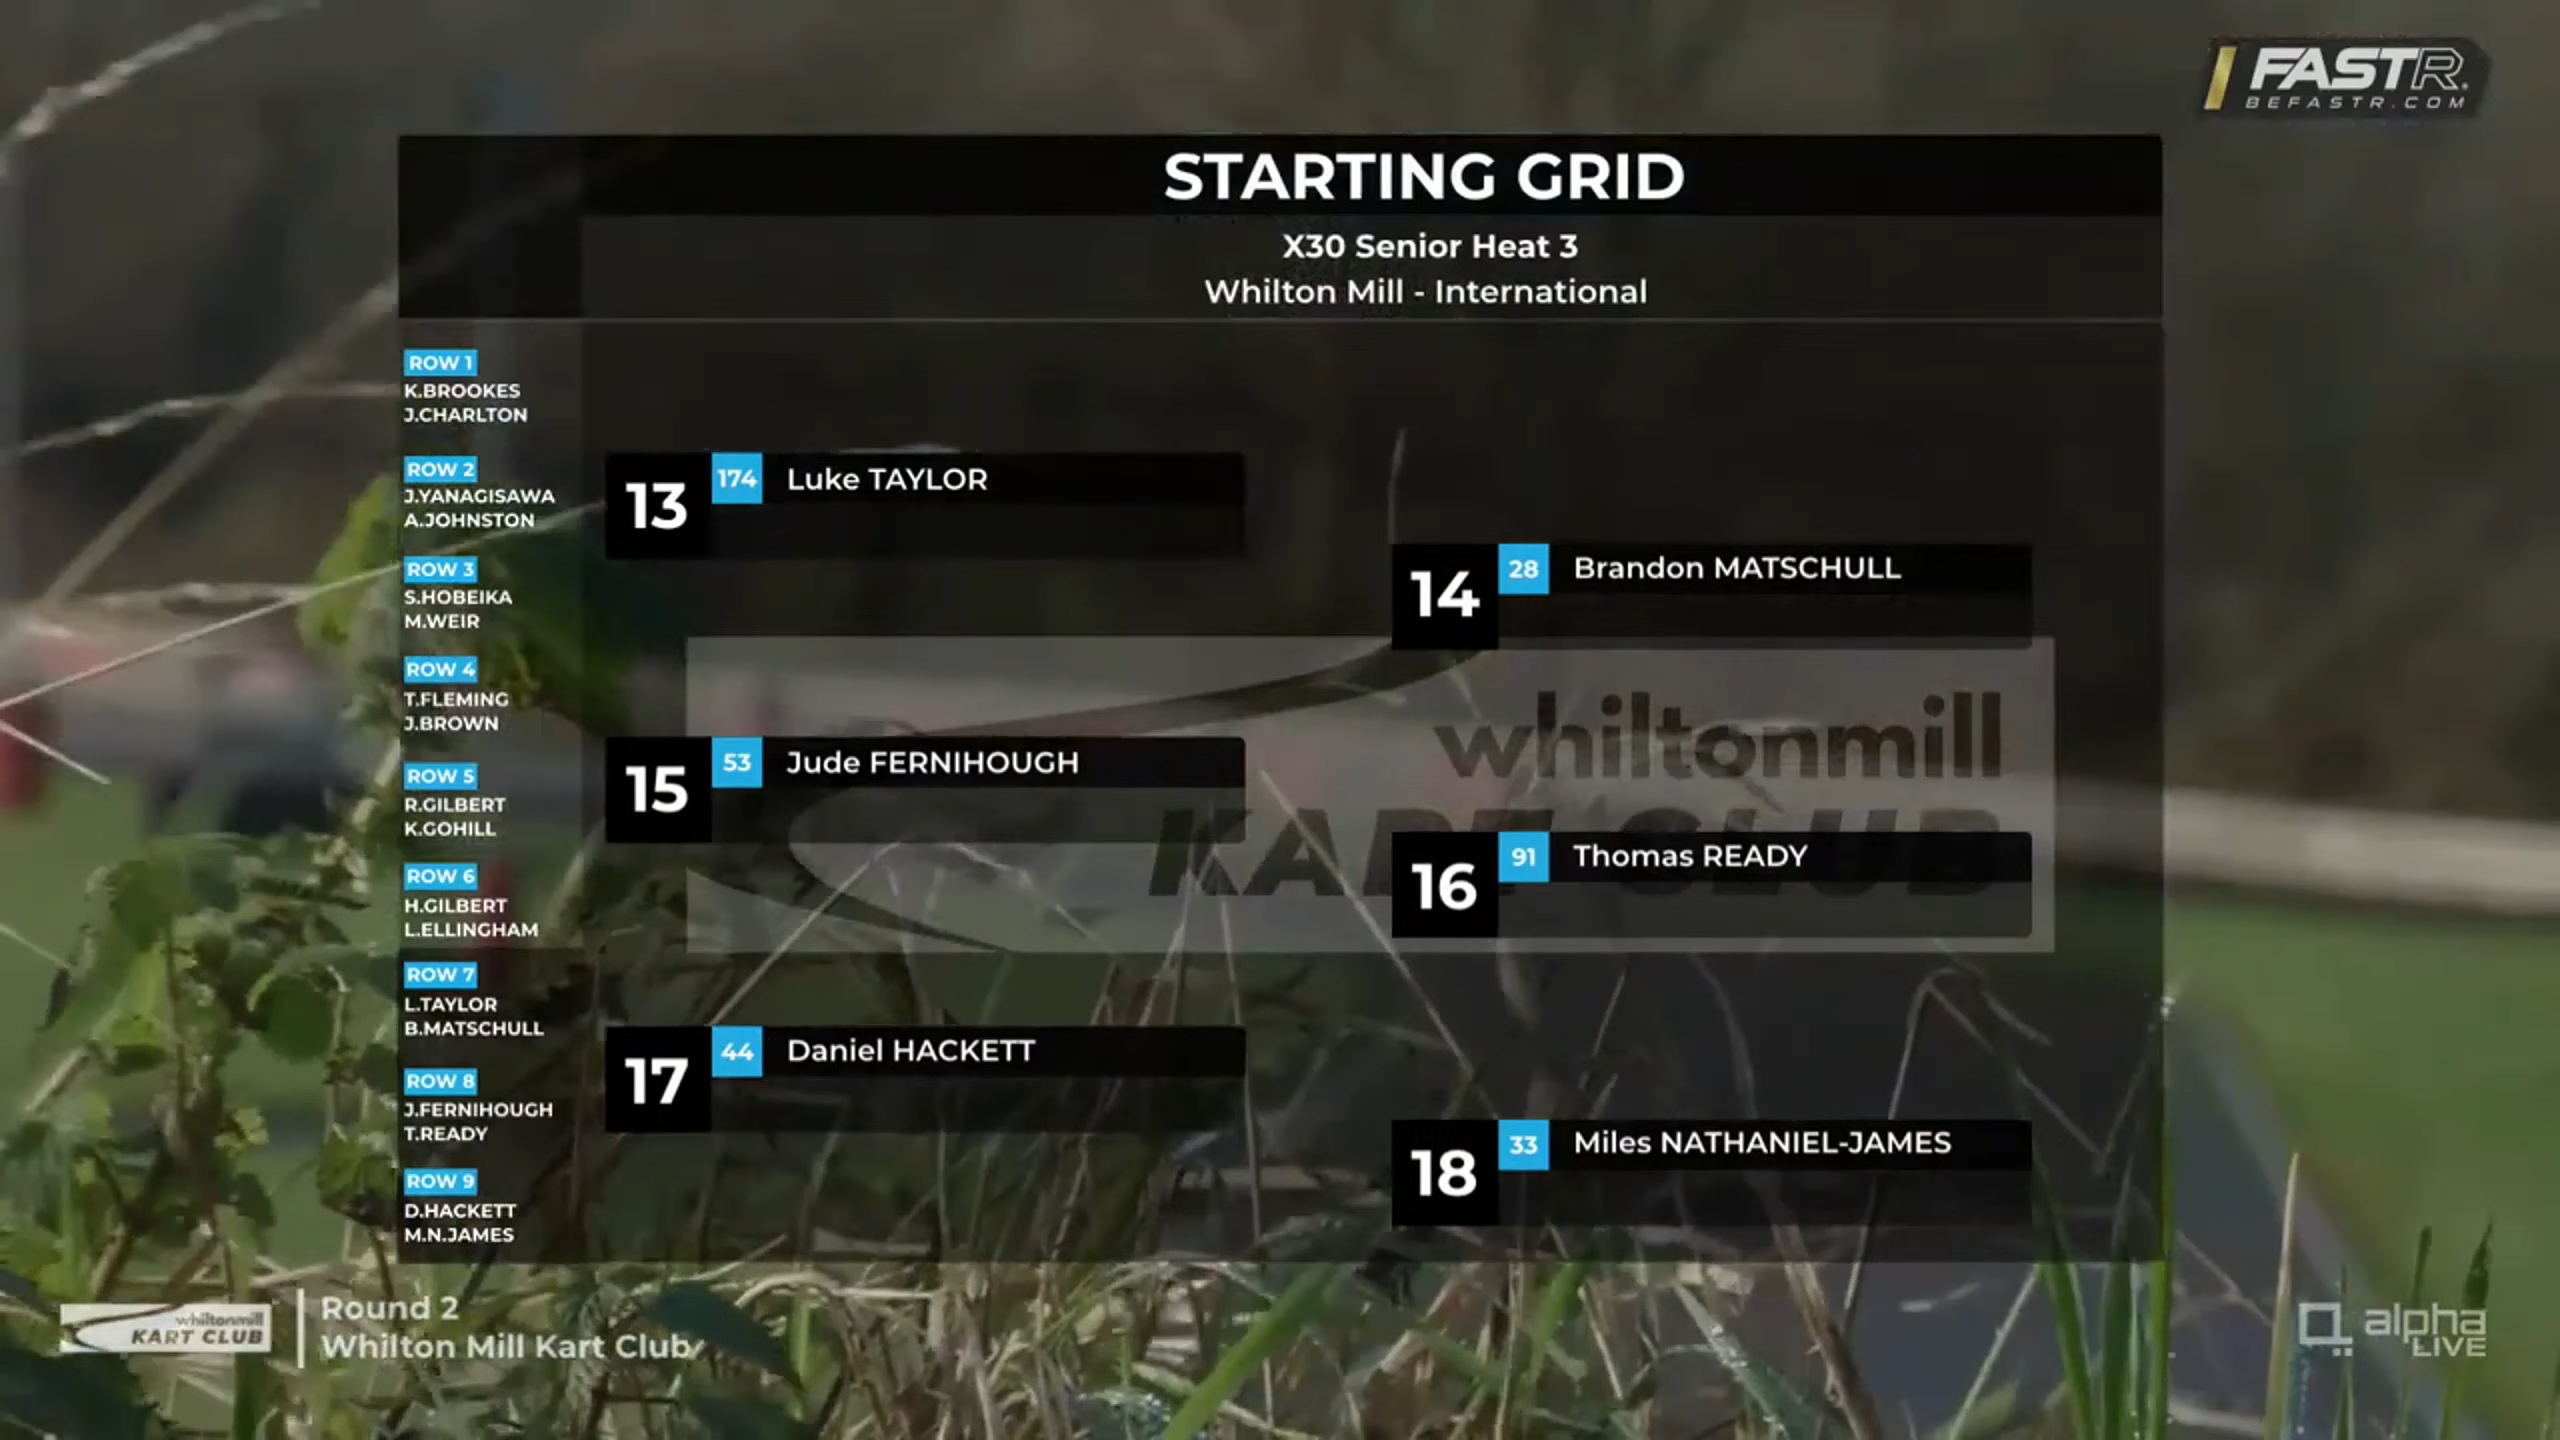 FASTR
BEFASTR.COM
STARTING GRID
X30 Senior Heat 3
Whilton Mill - International
ROW 1
K.BROOKES
J.CHARLTON
ROW 2
J.YANAGISAWA
A.JOHNSTON
ROW 3
S.HOBEIKA
M.WEIR
ROW 4
T.FLEMING
J.BROWN
ROW 5
R.GILBERT
K.GOHILL
ROW 6
H.GILBERT
L.ELLINGHAM
ROW 7
L.TAYLOR
B.MATSCHULL
ROW 8
J.FERNIHOUGH
T.READY
ROW 9
D.HACKETT
M.N.JAMES
13 174 Luke TAYLOR
14 28 Brandon MATSCHULL
15 53 Jude FERNIHOUGH
16 91 Thomas READY
17 44 Daniel HACKETT
18 33 Miles NATHANIEL-JAMES
whiltonmill
KART CLUB
whiltonmill
KART CLUB
Round 2
Whilton Mill Kart Club
alpha
LIVE